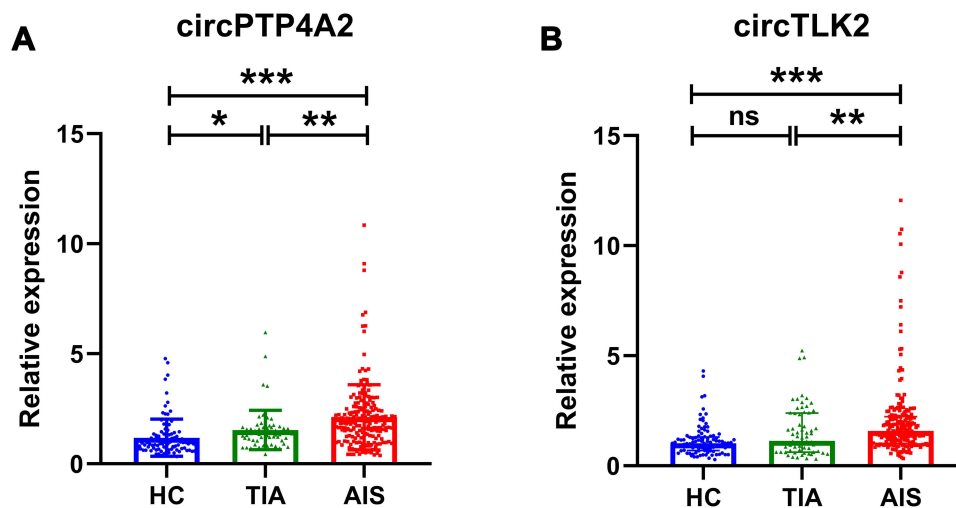 A
circPTP4A2
***
*
**
15
10
5
0
Relative expression
HC
TIA
AIS
B
circTLK2
***
ns
**
15
10
5
0
Relative expression
HC
TIA
AIS